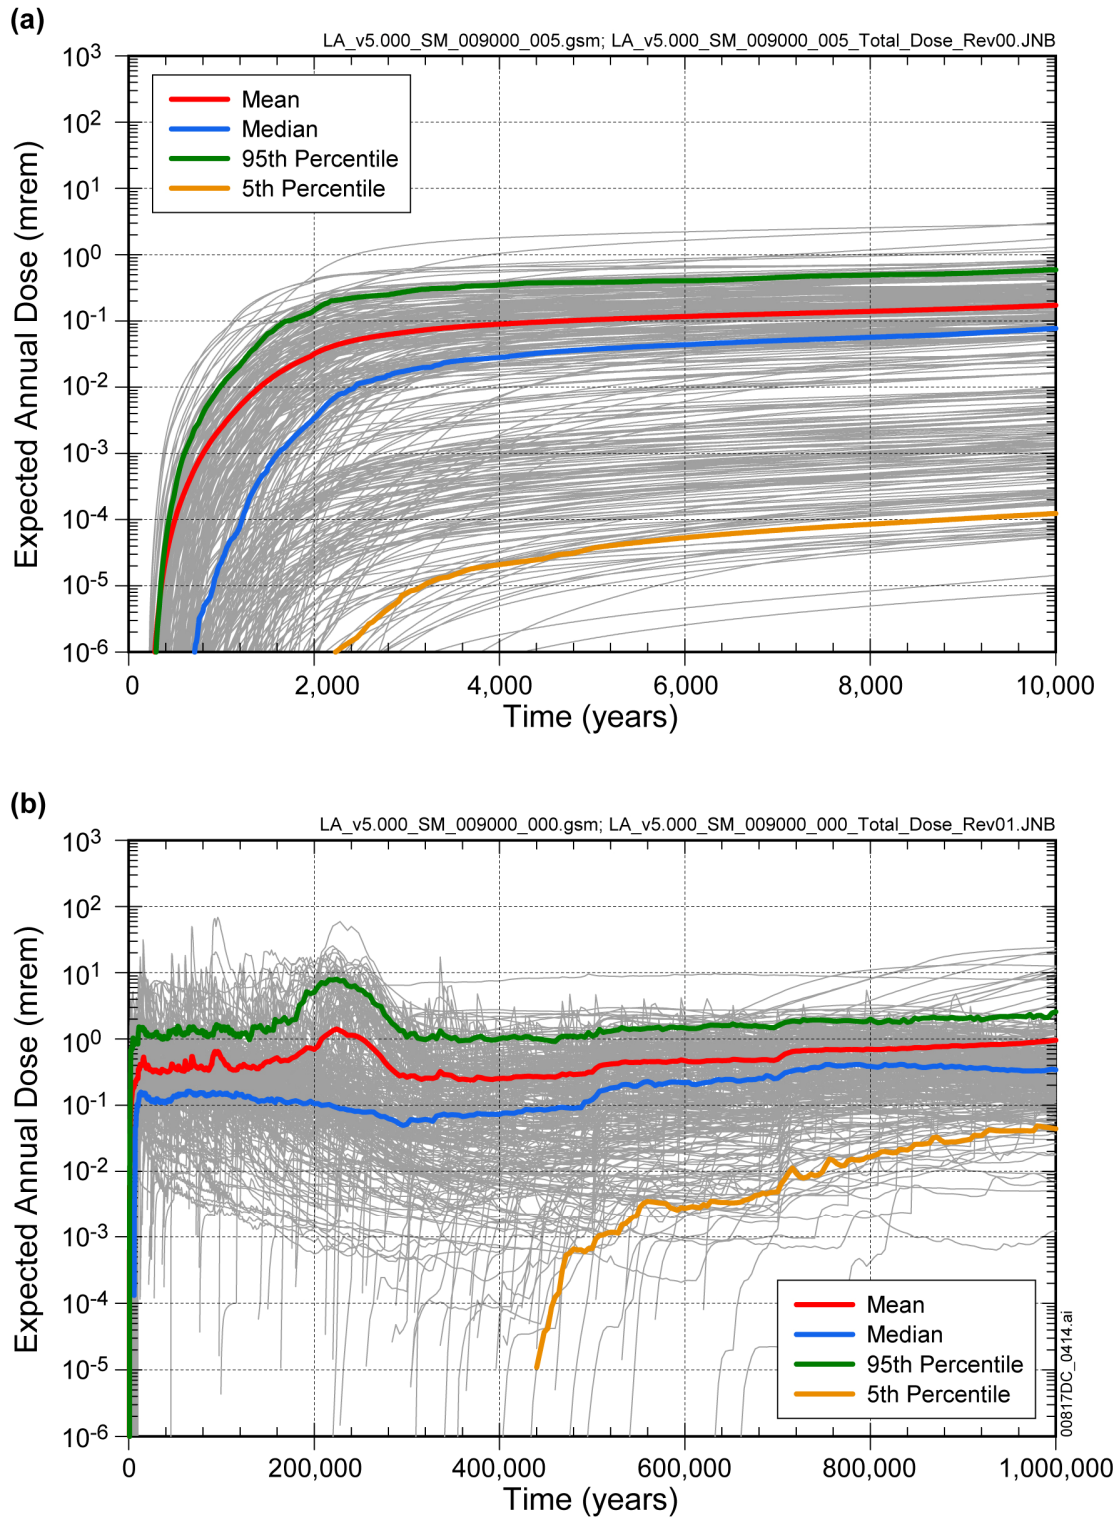 (a)
LA_v5.000_SM_009000_005.gsm; LA_v5.000_SM_009000_005_Total_Dose_Rev00.JNB
Expected Annual Dose (mrem)
10³
10²
10¹
10⁰
10⁻¹
10⁻²
10⁻³
10⁻⁴
10⁻⁵
10⁻⁶
Mean
Median
95th Percentile
5th Percentile
0 2,000 4,000 6,000 8,000 10,000
Time (years)
(b)
LA_v5.000_SM_009000_000.gsm; LA_v5.000_SM_009000_000_Total_Dose_Rev01.JNB
Expected Annual Dose (mrem)
10³
10²
10¹
10⁰
10⁻¹
10⁻²
10⁻³
10⁻⁴
10⁻⁵
10⁻⁶
Mean
Median
95th Percentile
5th Percentile
00817DC_0414.ai
0 200,000 400,000 600,000 800,000 1,000,000
Time (years)